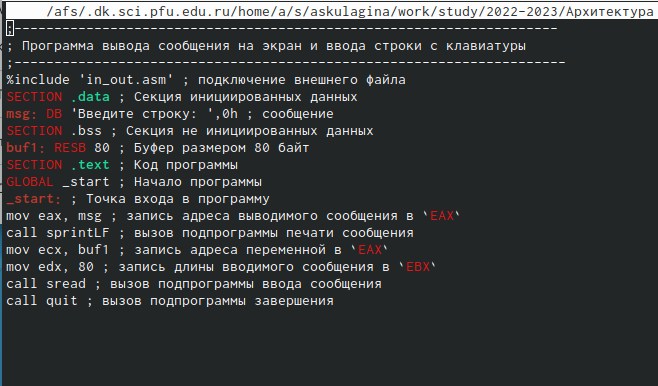 /afs/.dk.sci.pfu.edu.ru/home/a/s/askulagina/work/study/2022-2023/Архитектура
;--------------------------------------------------------------------
; Программа вывода сообщения на экран и ввода строки с клавиатуры
;---------------------------------------------------------------------
%include 'in_out.asm' ; подключение внешнего файла
SECTION .data ; Секция инициированных данных
msg: DB 'Введите строку: ',0h ; сообщение
SECTION .bss ; Секция не инициированных данных
buf1: RESB 80 ; Буфер размером 80 байт
SECTION .text ; Код программы
GLOBAL _start ; Начало программы
_start: ; Точка входа в программу
mov eax, msg ; запись адреса выводимого сообщения в `EAX`
call sprintLF ; вызов подпрограммы печати сообщения
mov ecx, buf1 ; запись адреса переменной в `EAX`
mov edx, 80 ; запись длины вводимого сообщения в `EBX`
call sread ; вызов подпрограммы ввода сообщения
call quit ; вызов подпрограммы завершения